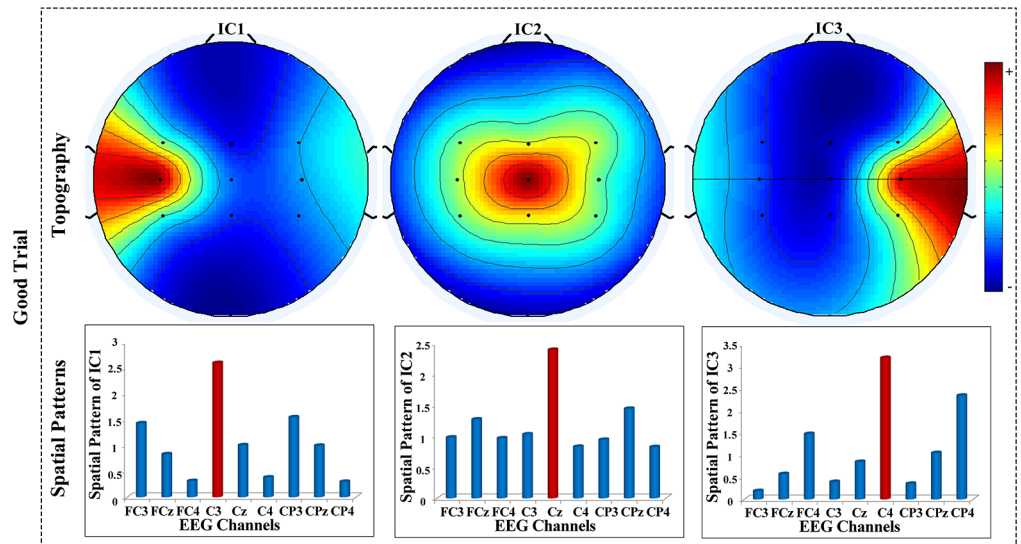 IC1 IC2 IC3
Good Trial
Topography
+
-
Spatial Patterns
Spatial Pattern of IC1
3
2.5
2
1.5
1
0.5
0
FC3 FCz FC4 C3 Cz C4 CP3 CPz CP4
EEG Channels
Spatial Pattern of IC2
2.5
2
1.5
1
0.5
0
FC3 FCz FC4 C3 Cz C4 CP3 CPz CP4
EEG Channels
Spatial Pattern of IC3
3.5
3
2.5
2
1.5
1
0.5
0
FC3 FCz FC4 C3 Cz C4 CP3 CPz CP4
EEG Channels